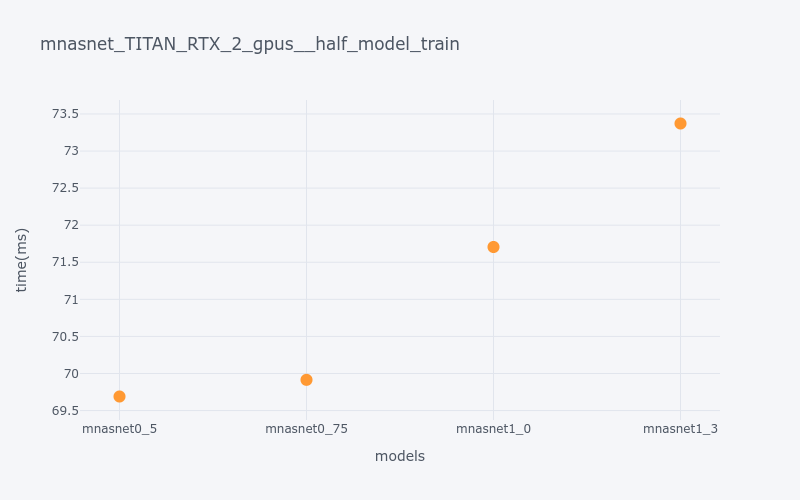 mnasnet_TITAN_RTX_2_gpus__half_model_train
time(ms)
73.5
73
72.5
72
71.5
71
70.5
70
69.5
mnasnet0_5
mnasnet0_75
mnasnet1_0
mnasnet1_3
models